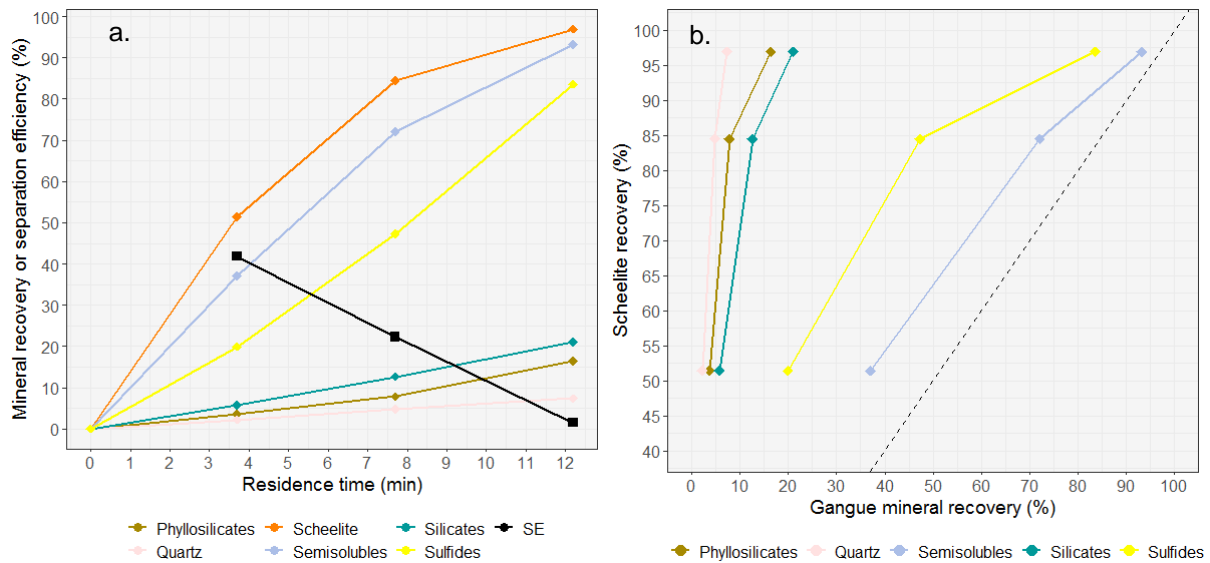 a.
Mineral recovery or separation efficiency (%)
100
90
80
70
60
50
40
30
20
10
0
0 1 2 3 4 5 6 7 8 9 10 11 12
Residence time (min)
Phyllosilicates Scheelite Silicates SE
Quartz Semisolubles Sulfides
b.
Scheelite recovery (%)
100
95
90
85
80
75
70
65
60
55
50
45
40
0 10 20 30 40 50 60 70 80 90 100
Gangue mineral recovery (%)
Phyllosilicates Quartz Semisolubles Silicates Sulfides